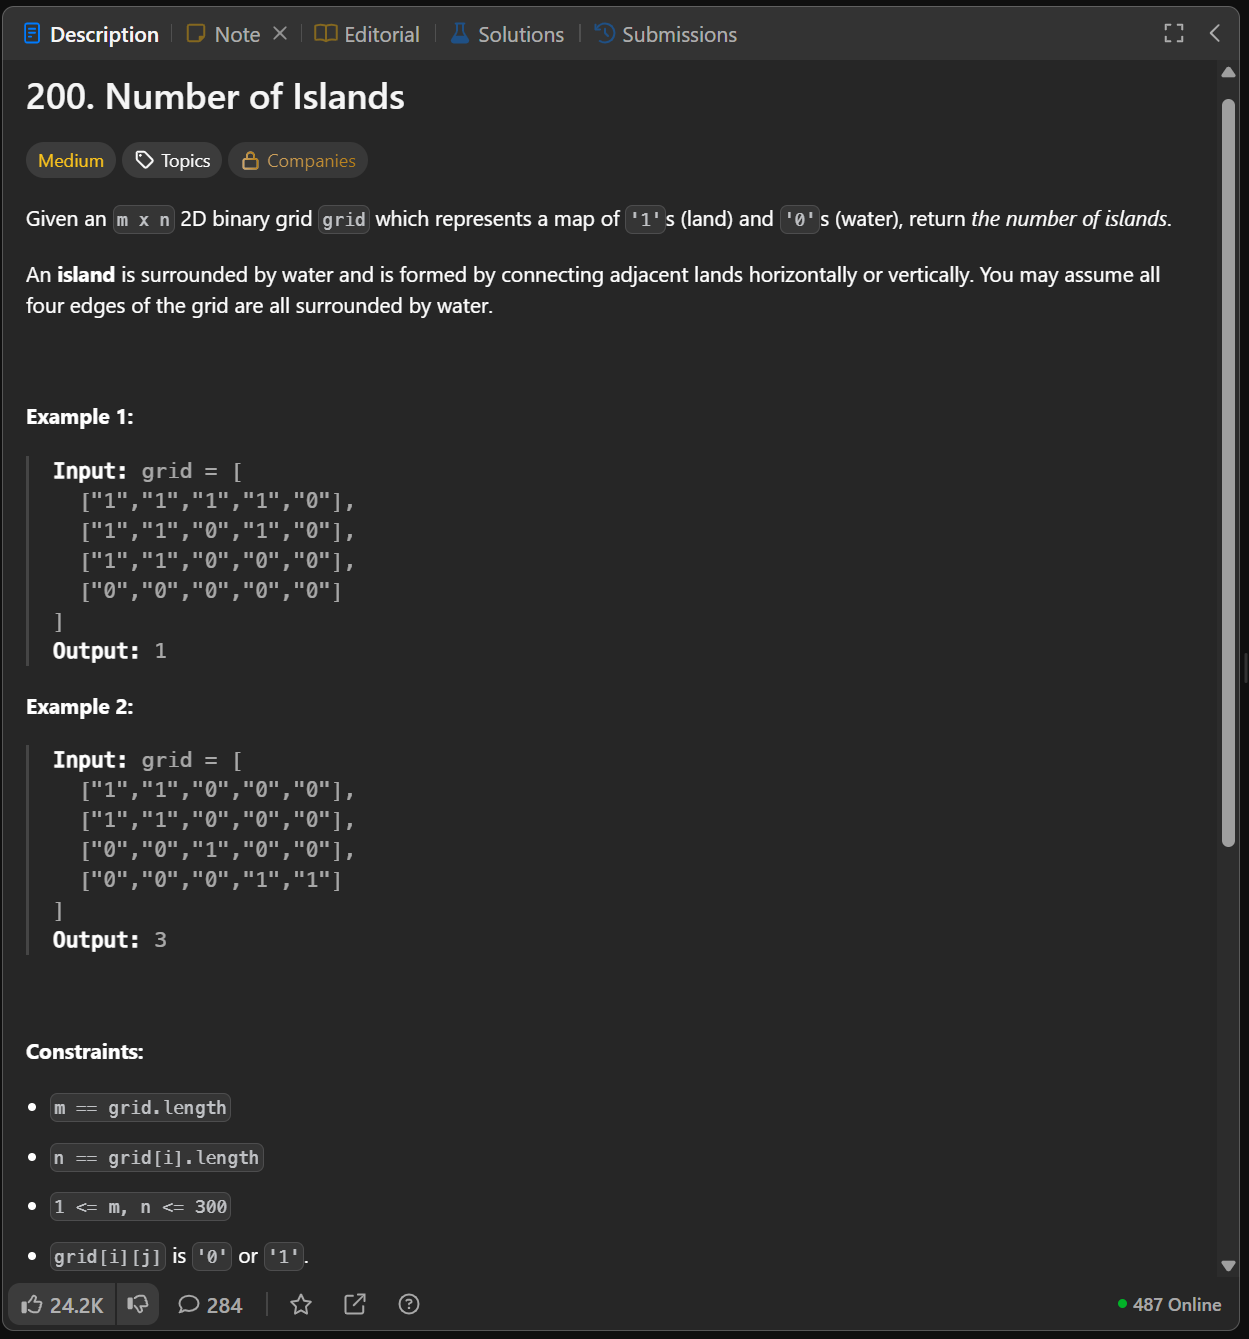 Description Note Editorial Solutions Submissions
200. Number of Islands
Medium Topics Companies
Given an m x n 2D binary grid grid which represents a map of '1's (land) and '0's (water), return the number of islands.
An island is surrounded by water and is formed by connecting adjacent lands horizontally or vertically. You may assume all
four edges of the grid are all surrounded by water.
Example 1:
Input: grid = [
["1","1","1","1","0"],
["1","1","0","1","0"],
["1","1","0","0","0"],
["0","0","0","0","0"]
]
Output: 1
Example 2:
Input: grid = [
["1","1","0","0","0"],
["1","1","0","0","0"],
["0","0","1","0","0"],
["0","0","0","1","1"]
]
Output: 3
Constraints:
m == grid.length
n == grid[i].length
1 <= m, n <= 300
grid[i][j] is '0' or '1'.
24.2K 284 487 Online